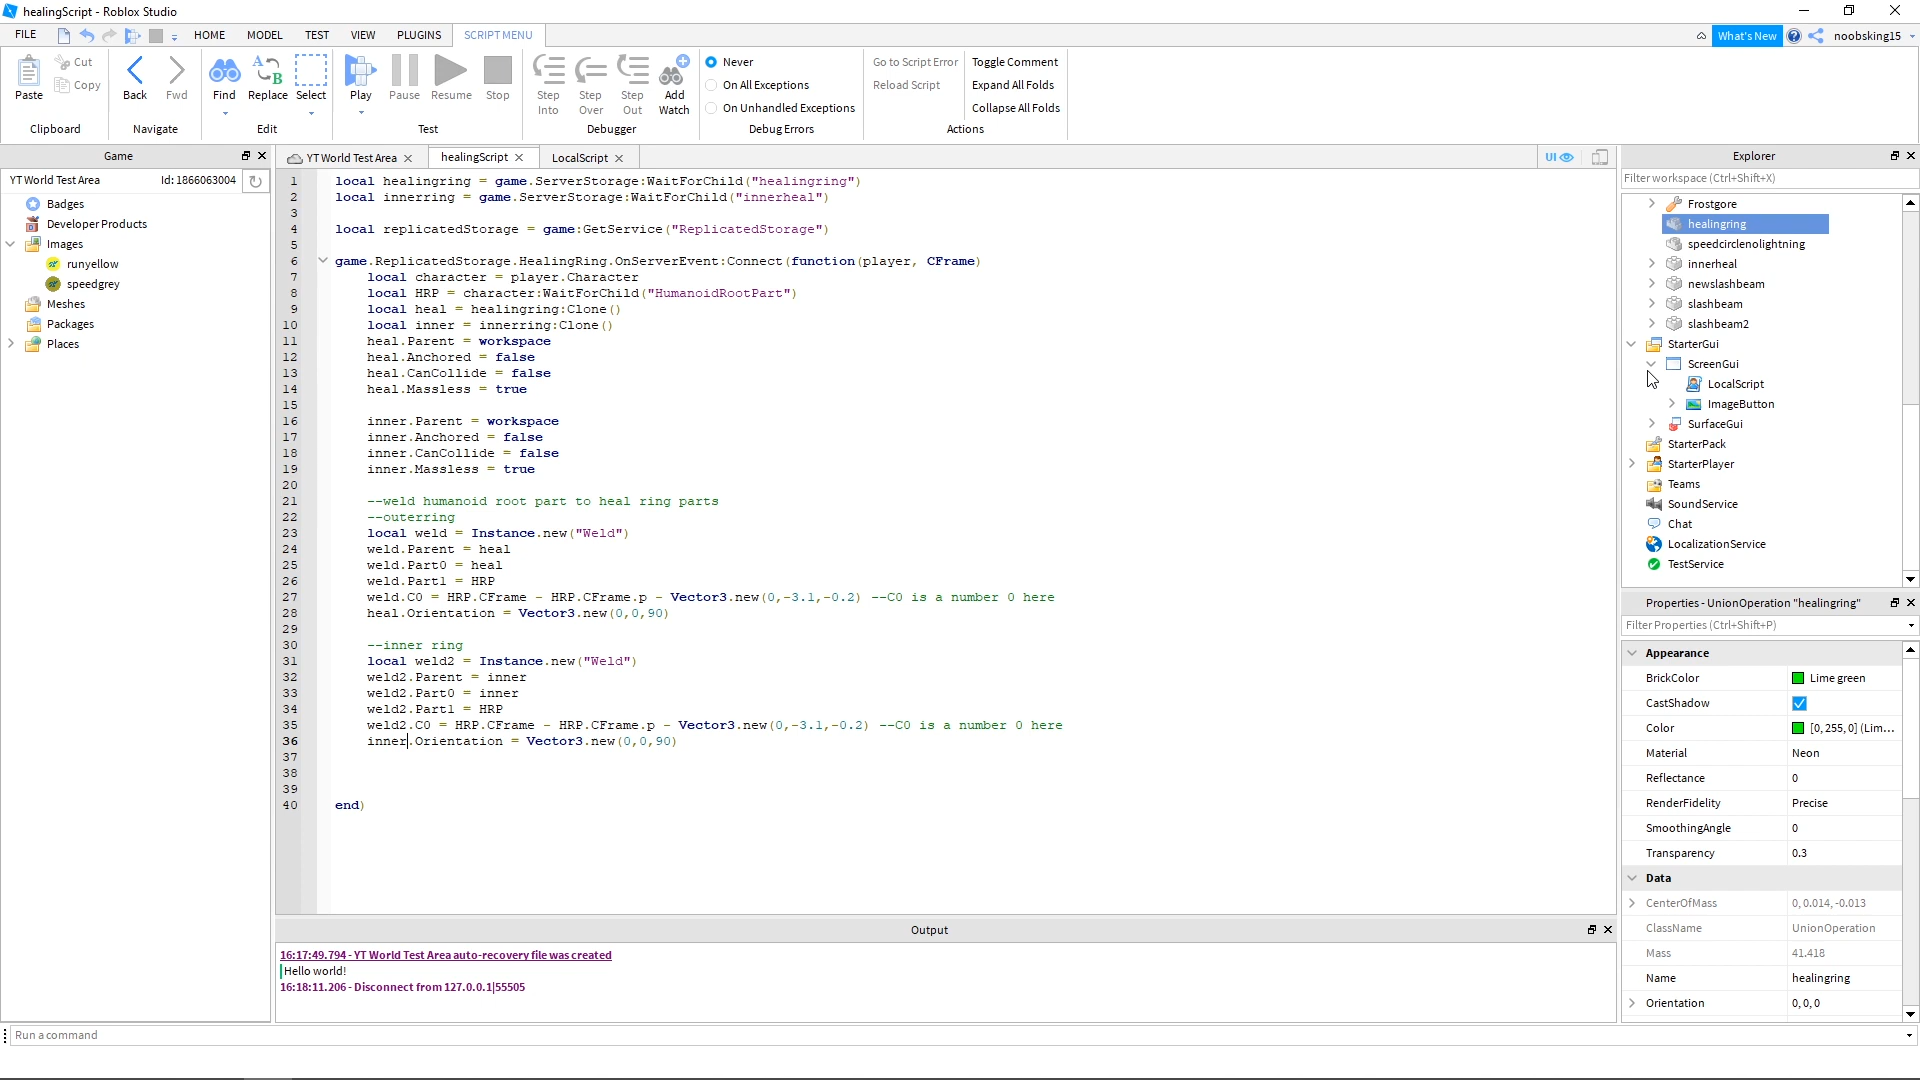 healingScript - Roblox Studio
FILE HOME MODEL TEST VIEW PLUGINS SCRIPT MENU What's New noobsking15
Paste Cut Copy Back Fwd Find Replace Select Play Pause Resume Stop Step Into Step Over Step Out Add Watch
Never
On All Exceptions
On Unhandled Exceptions
Go to Script Error
Reload Script
Toggle Comment
Expand All Folds
Collapse All Folds
Clipboard Navigate Edit Test Debugger Debug Errors Actions
Game
YT World Test Area Id: 1866063004
Badges
Developer Products
Images
runyellow
speedgrey
Meshes
Packages
Places
YT World Test Area healingScript LocalScript UI
1 local healingring = game.ServerStorage:WaitForChild("healingring")
2 local innerring = game.ServerStorage:WaitForChild("innerheal")
3
4 local replicatedStorage = game:GetService("ReplicatedStorage")
5
6 game.ReplicatedStorage.HealingRing.OnServerEvent:Connect(function(player, CFrame)
7 local character = player.Character
8 local HRP = character:WaitForChild("HumanoidRootPart")
9 local heal = healingring:Clone()
10 local inner = innerring:Clone()
11 heal.Parent = workspace
12 heal.Anchored = false
13 heal.CanCollide = false
14 heal.Massless = true
15
16 inner.Parent = workspace
17 inner.Anchored = false
18 inner.CanCollide = false
19 inner.Massless = true
20
21 --weld humanoid root part to heal ring parts
22 --outerring
23 local weld = Instance.new("Weld")
24 weld.Parent = heal
25 weld.Part0 = heal
26 weld.Part1 = HRP
27 weld.C0 = HRP.CFrame - HRP.CFrame.p - Vector3.new(0,-3.1,-0.2) --C0 is a number 0 here
28 heal.Orientation = Vector3.new(0,0,90)
29
30 --inner ring
31 local weld2 = Instance.new("Weld")
32 weld2.Parent = inner
33 weld2.Part0 = inner
34 weld2.Part1 = HRP
35 weld2.C0 = HRP.CFrame - HRP.CFrame.p - Vector3.new(0,-3.1,-0.2) --C0 is a number 0 here
36 inner.Orientation = Vector3.new(0,0,90)
37
38
39
40 end)
Output
16:17:49.794 - YT World Test Area auto-recovery file was created
Hello world!
16:18:11.206 - Disconnect from 127.0.0.1|55505
Run a command
Explorer
Filter workspace (Ctrl+Shift+X)
Frostgore
healingring
speedcirclenolightning
innerheal
newslashbeam
slashbeam
slashbeam2
StarterGui
ScreenGui
LocalScript
ImageButton
SurfaceGui
StarterPack
StarterPlayer
Teams
SoundService
Chat
LocalizationService
TestService
Properties - UnionOperation "healingring"
Filter Properties (Ctrl+Shift+P)
Appearance
BrickColor Lime green
CastShadow
Color [0, 255, 0] (Lim...
Material Neon
Reflectance 0
RenderFidelity Precise
SmoothingAngle 0
Transparency 0.3
Data
CenterOfMass 0, 0.014, -0.013
ClassName UnionOperation
Mass 41.418
Name healingring
Orientation 0, 0, 0